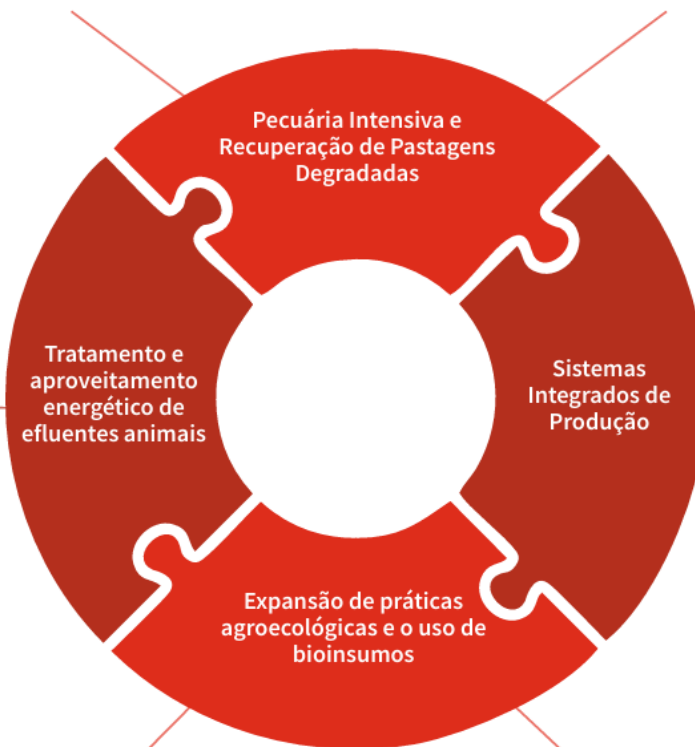 Pecuária Intensiva e
Recuperação de Pastagens
Degradadas
Tratamento e
aproveitamento
energético de
efluentes animais
Sistemas
Integrados de
Produção
Expansão de práticas
agroecológicas e o uso de
bioinsumos